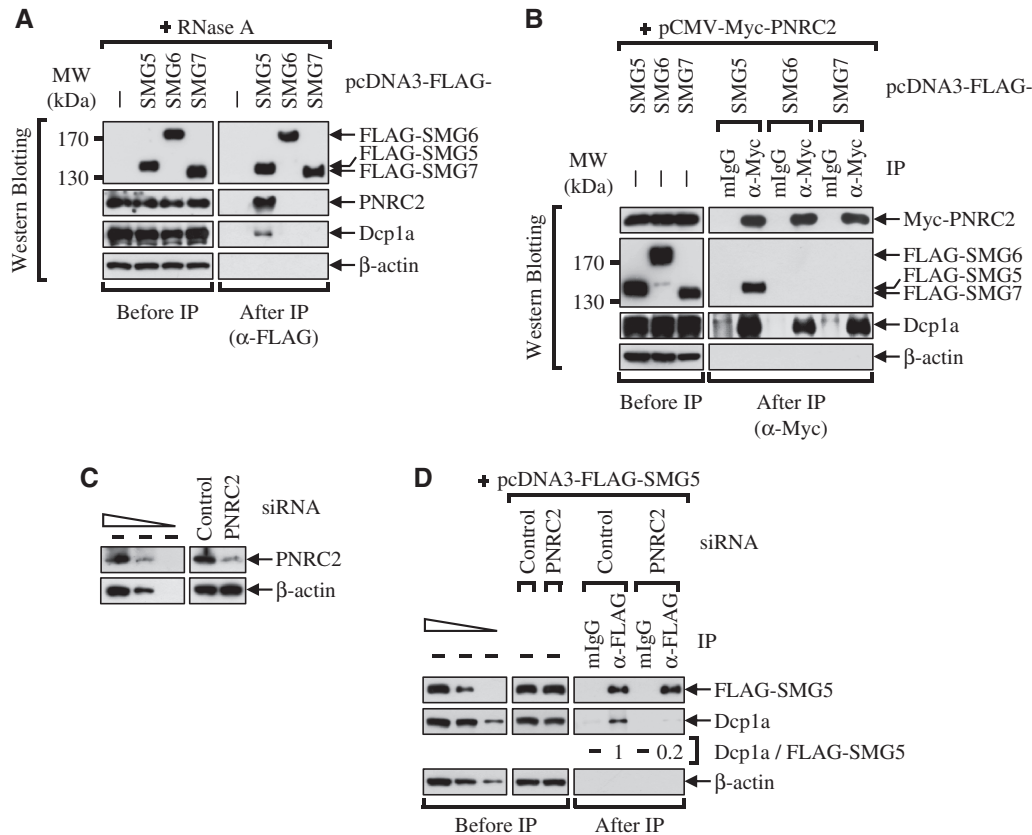 A
+ RNase A
MW
(kDa)
–
SMG5
SMG6
SMG7
–
SMG5
SMG6
SMG7
pcDNA3-FLAG-
Western Blotting
170
130
FLAG-SMG6
FLAG-SMG5
FLAG-SMG7
PNRC2
Dcp1a
β-actin
Before IP
After IP
(α-FLAG)
B
+ pCMV-Myc-PNRC2
SMG5
SMG6
SMG7
SMG5
SMG6
SMG7
pcDNA3-FLAG-
MW
(kDa)
– – –
mIgG
α-Myc
mIgG
α-Myc
mIgG
α-Myc
IP
Western Blotting
Myc-PNRC2
170
130
FLAG-SMG6
FLAG-SMG5
FLAG-SMG7
Dcp1a
β-actin
Before IP
After IP
(α-Myc)
C
Control
PNRC2
siRNA
– – –
PNRC2
β-actin
D
+ pcDNA3-FLAG-SMG5
Control
PNRC2
Control
PNRC2
siRNA
– – – – –
mIgG
α-FLAG
mIgG
α-FLAG
IP
FLAG-SMG5
Dcp1a
– 1 – 0.2 Dcp1a / FLAG-SMG5
β-actin
Before IP
After IP